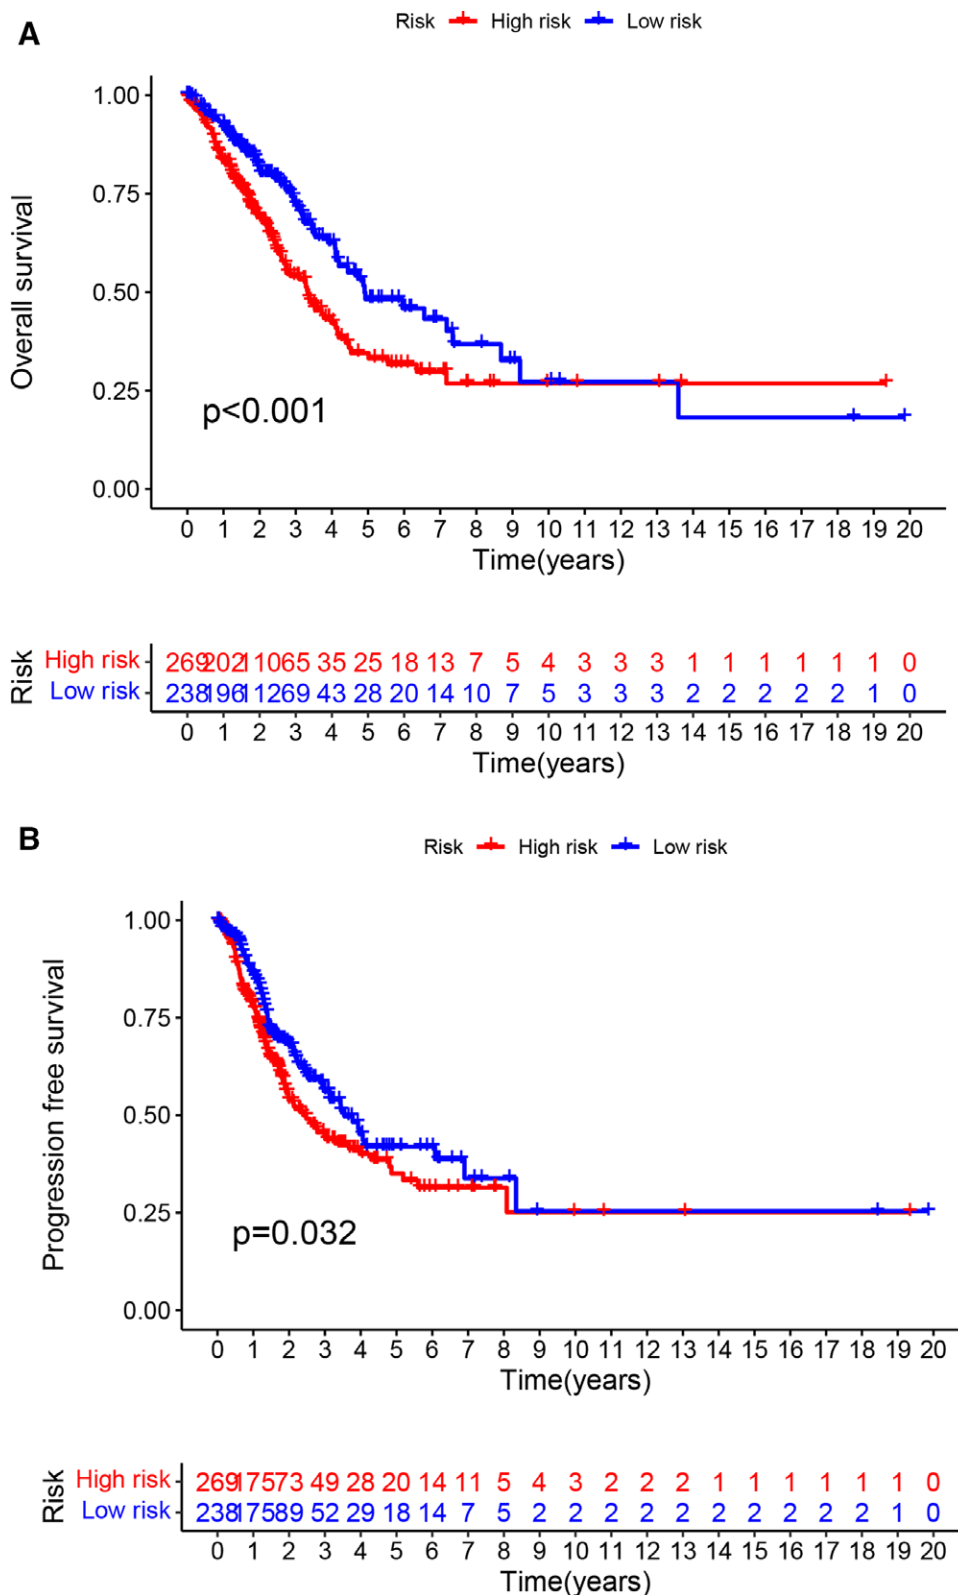 A
Risk High risk Low risk
Overall survival
1.00
0.75
0.50
0.25
0.00
p<0.001
0 1 2 3 4 5 6 7 8 9 10 11 12 13 14 15 16 17 18 19 20
Time(years)
Risk
High risk 269 202 110 65 35 25 18 13 7 5 4 3 3 3 1 1 1 1 1 1 0
Low risk 238 196 112 69 43 28 20 14 10 7 5 3 3 3 2 2 2 2 2 1 0
0 1 2 3 4 5 6 7 8 9 10 11 12 13 14 15 16 17 18 19 20
Time(years)
B
Risk High risk Low risk
Progression free survival
1.00
0.75
0.50
0.25
0.00
p=0.032
0 1 2 3 4 5 6 7 8 9 10 11 12 13 14 15 16 17 18 19 20
Time(years)
Risk
High risk 269 175 73 49 28 20 14 11 5 4 3 2 2 2 1 1 1 1 1 1 0
Low risk 238 175 89 52 29 18 14 7 5 2 2 2 2 2 2 2 2 2 2 1 0
0 1 2 3 4 5 6 7 8 9 10 11 12 13 14 15 16 17 18 19 20
Time(years)